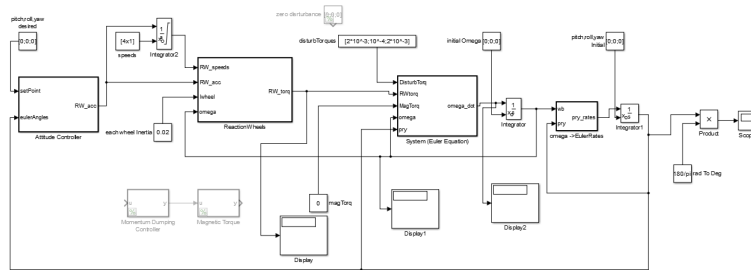 zero disturbance
[0;0;0]
pitch,roll,yaw
desired
[0;0;0]
[4x1]
speeds
1
s
Integrator2
disturbTorques
[2*10^-3;10^-4;2*10^-3]
initial Omega
[0;0;0]
pitch,roll,yaw
Initial
[0;0;0]
setPoint
eulerAngles
RW_acc
Attitude Controller
RW_speeds
RW_acc
Iwheel
omega
RW_torq
ReactionWheels
each wheel Inertia
0.02
DisturbTorq
RWtorq
MagTorq
omega
pry
omega_dot
System (Euler Equation)
1
Integrator
wb
pry
pry_rates
omega ->EulerRates
1
Integrator1
×
Product
Scop
180/pi
rad To Deg
u
y
Momentum Dumping
Controller
u
y
Magnetic Torque
0
magTorq
Display
Display1
Display2